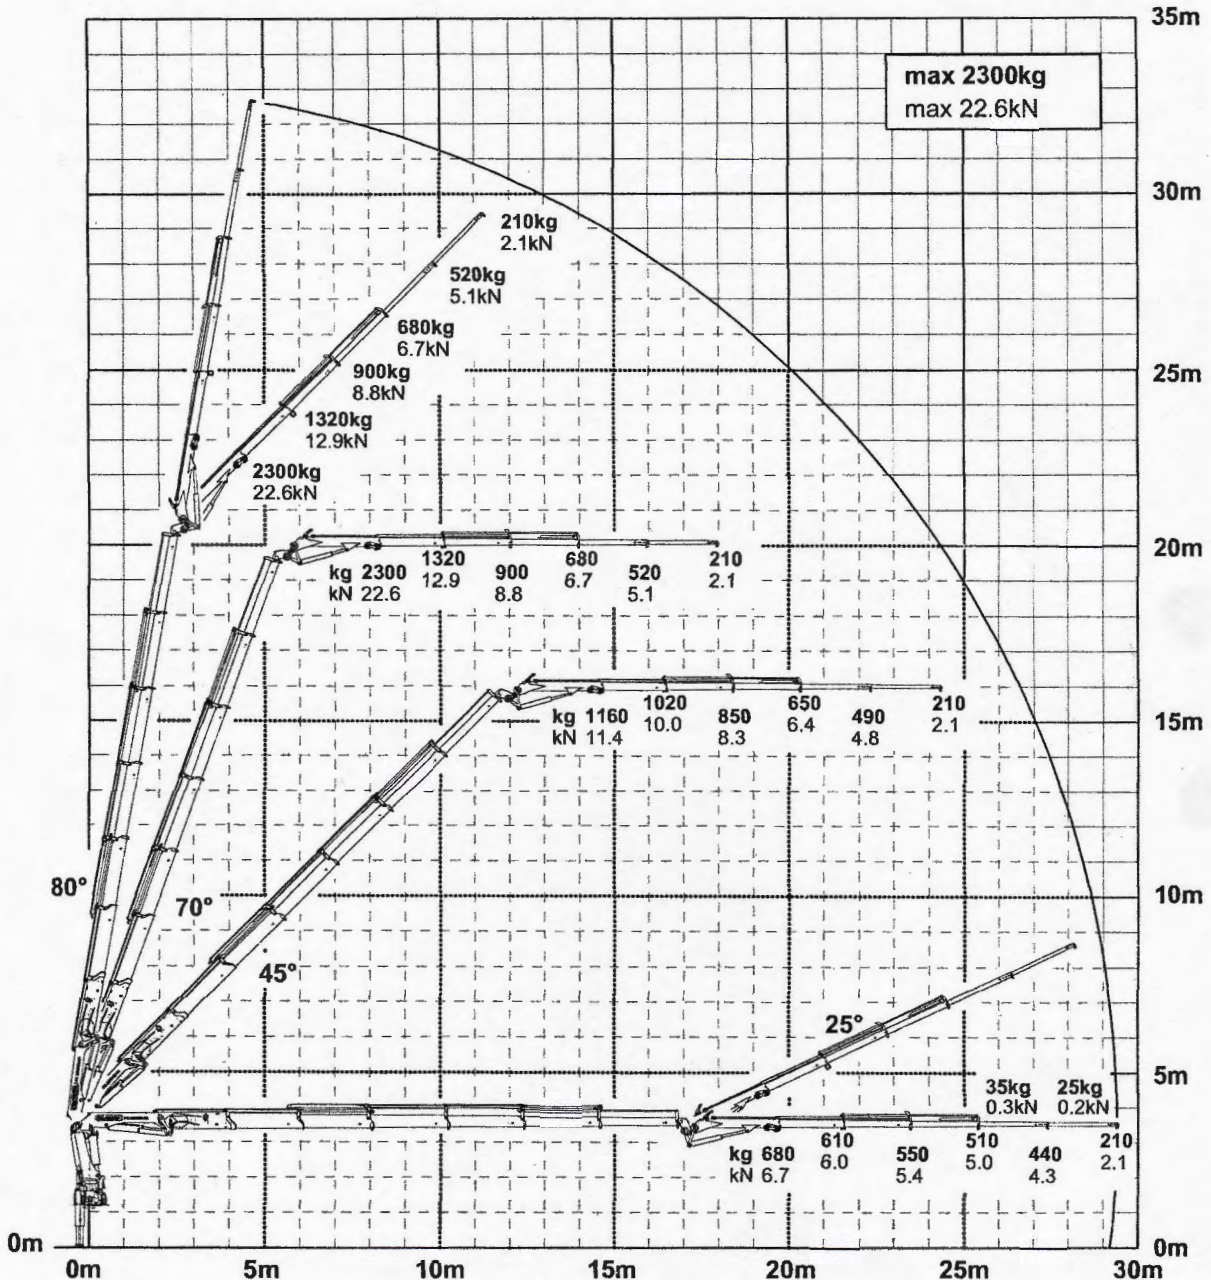 35m
max 2300kg
max 22.6kN
30m
210kg
2.1kN
520kg
5.1kN
680kg
6.7kN
25m
900kg
8.8kN
1320kg
12.9kN
2300kg
22.6kN
20m
kg 2300 1320 900 680 520 210
kN 22.6 12.9 8.8 6.7 5.1 2.1
kg 1160 1020 850 650 490 210
kN 11.4 10.0 8.3 6.4 4.8 2.1
15m
80°
70°
10m
45°
25°
5m
35kg 25kg
0.3kN 0.2kN
kg 680 610 550 510 440 210
kN 6.7 6.0 5.4 5.0 4.3 2.1
0m 0m
0m 5m 10m 15m 20m 25m 30m